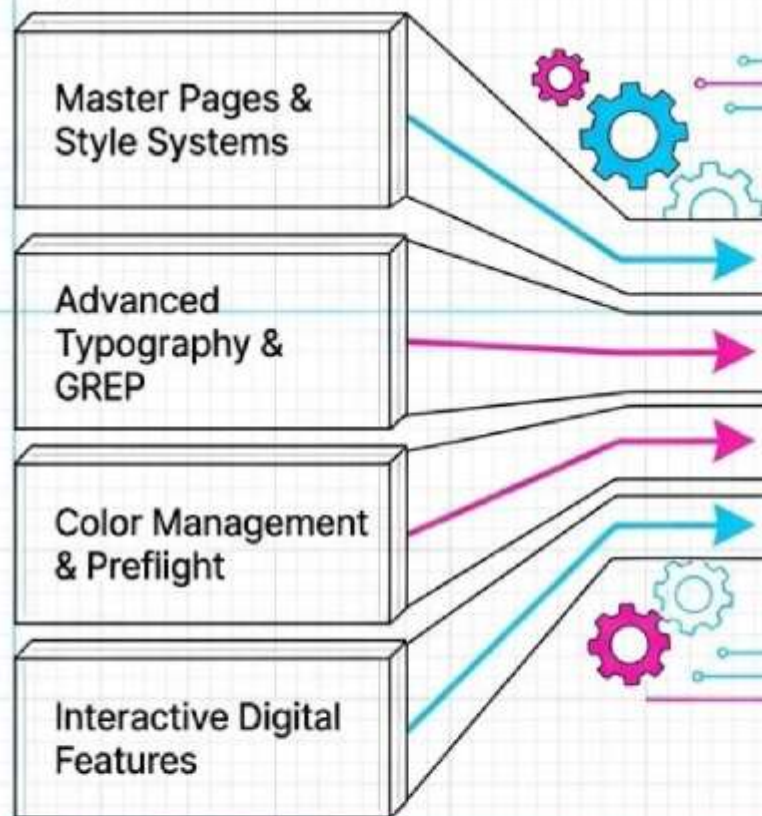 Master Pages &
Style Systems
Advanced
Typography &
GREP
Color Management
& Preflight
Interactive Digital
Features